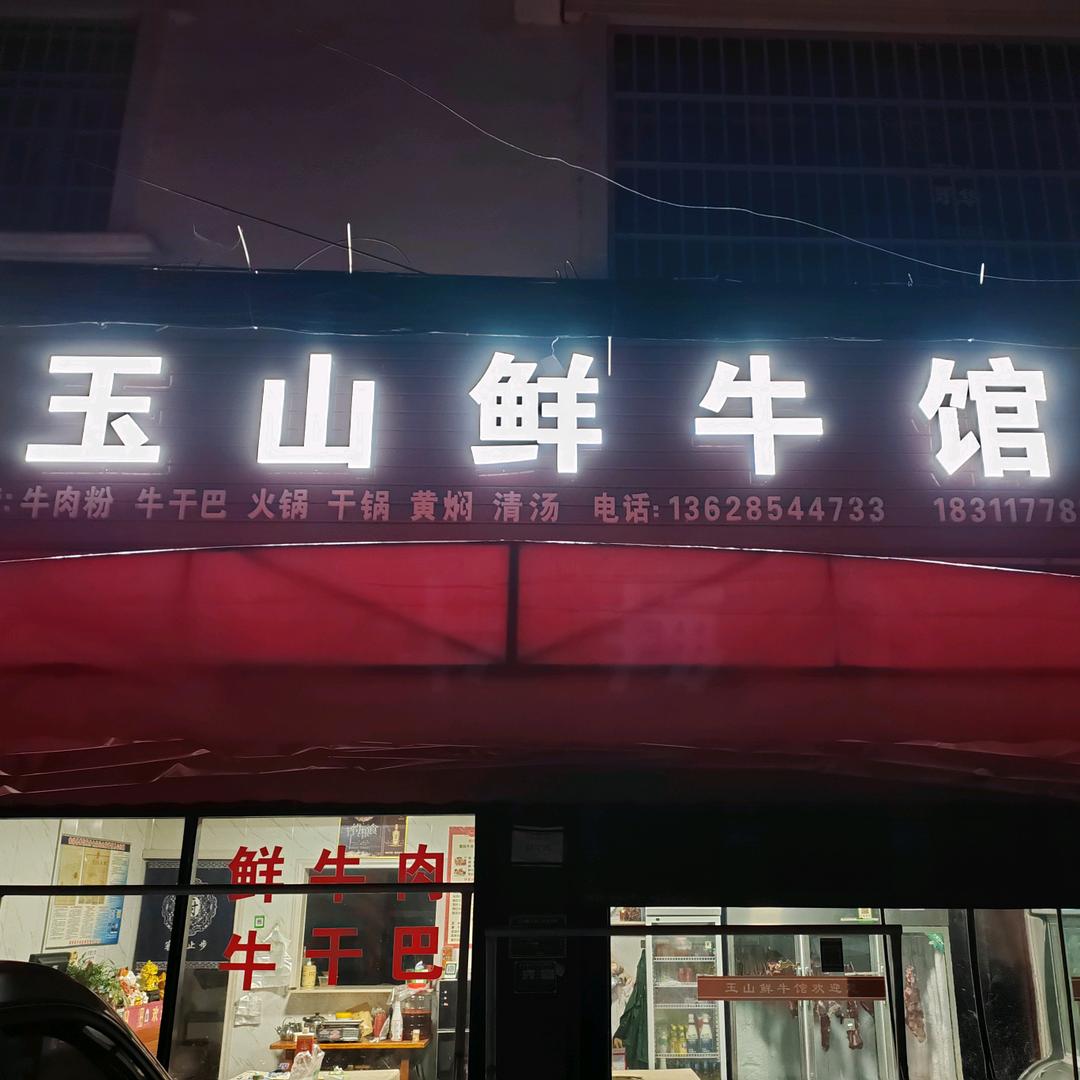 玉山鲜牛馆
: 牛肉粉 牛干巴 火锅 干锅 黄焖 清汤 电话: 13628544733 18311778
鲜牛肉
牛干巴
玉山鲜牛馆欢迎